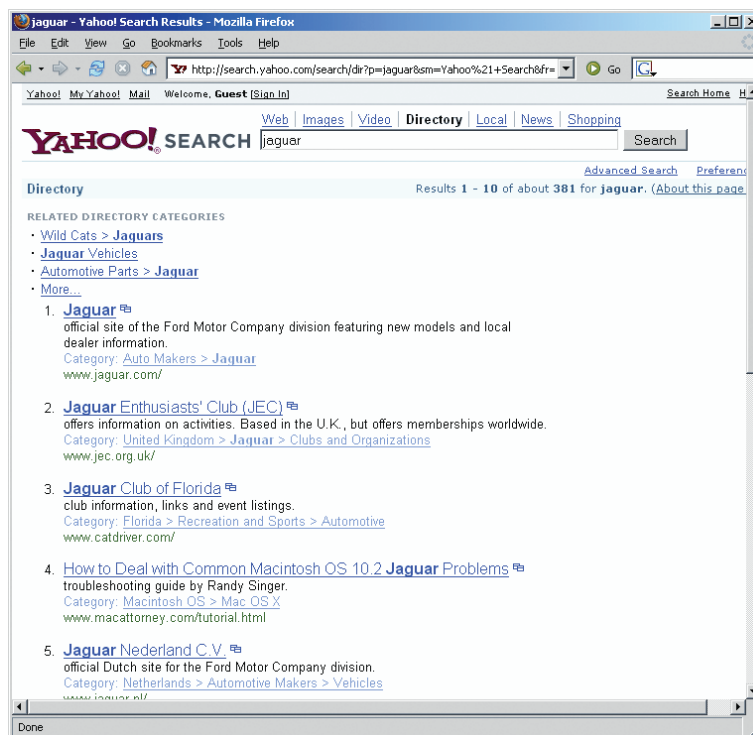 jaguar - Yahoo! Search Results - Mozilla Firefox
File Edit View Go Bookmarks Tools Help
http://search.yahoo.com/search/dir?p=jaguar&sm=Yahoo%21+Search&fr= Go G
Yahoo! My Yahoo! Mail Welcome, Guest [Sign In] Search Home H
Web | Images | Video | Directory | Local | News | Shopping
YAHOO! SEARCH jaguar Search
Advanced Search Preferenc
Directory Results 1 - 10 of about 381 for jaguar. (About this page
RELATED DIRECTORY CATEGORIES
· Wild Cats > Jaguars
· Jaguar Vehicles
· Automotive Parts > Jaguar
· More...
1. Jaguar
official site of the Ford Motor Company division featuring new models and local
dealer information.
Category: Auto Makers > Jaguar
www.jaguar.com/
2. Jaguar Enthusiasts' Club (JEC)
offers information on activities. Based in the U.K., but offers memberships worldwide.
Category: United Kingdom > Jaguar > Clubs and Organizations
www.jec.org.uk/
3. Jaguar Club of Florida
club information, links and event listings.
Category: Florida > Recreation and Sports > Automotive
www.catdriver.com/
4. How to Deal with Common Macintosh OS 10.2 Jaguar Problems
troubleshooting guide by Randy Singer.
Category: Macintosh OS > Mac OS X
www.macattorney.com/tutorial.html
5. Jaguar Nederland C.V.
official Dutch site for the Ford Motor Company division.
Category: Netherlands > Automotive Makers > Vehicles
www.jaguar.nl/
Done